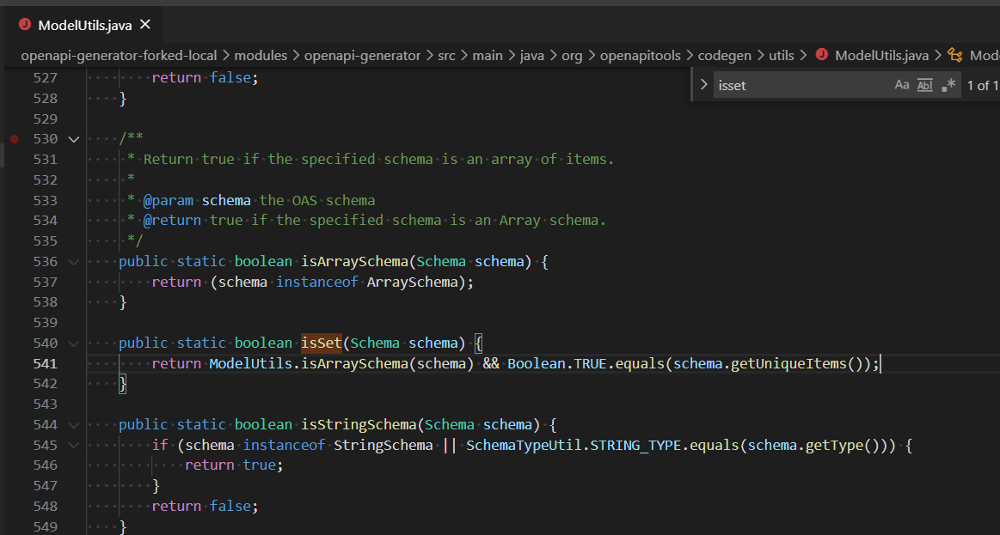 ModelUtils.java
openapi-generator-forked-local > modules > openapi-generator > src > main > java > org > openapitools > codegen > utils > ModelUtils.java > Mode
isset Aa Abl .* 1 of 1
527 return false;
528 }
529
530 /**
531 * Return true if the specified schema is an array of items.
532 *
533 * @param schema the OAS schema
534 * @return true if the specified schema is an Array schema.
535 */
536 public static boolean isArraySchema(Schema schema) {
537 return (schema instanceof ArraySchema);
538 }
539
540 public static boolean isSet(Schema schema) {
541 return ModelUtils.isArraySchema(schema) && Boolean.TRUE.equals(schema.getUniqueItems());
542 }
543
544 public static boolean isStringSchema(Schema schema) {
545 if (schema instanceof StringSchema || SchemaTypeUtil.STRING_TYPE.equals(schema.getType())) {
546 return true;
547 }
548 return false;
549 }